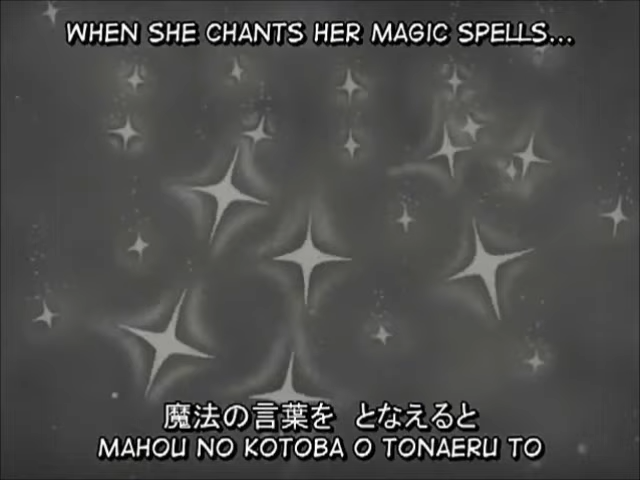 WHEN SHE CHANTS HER MAGIC SPELLS...
魔法の言葉を となえると
MAHOU NO KOTOBA O TONAERU TO